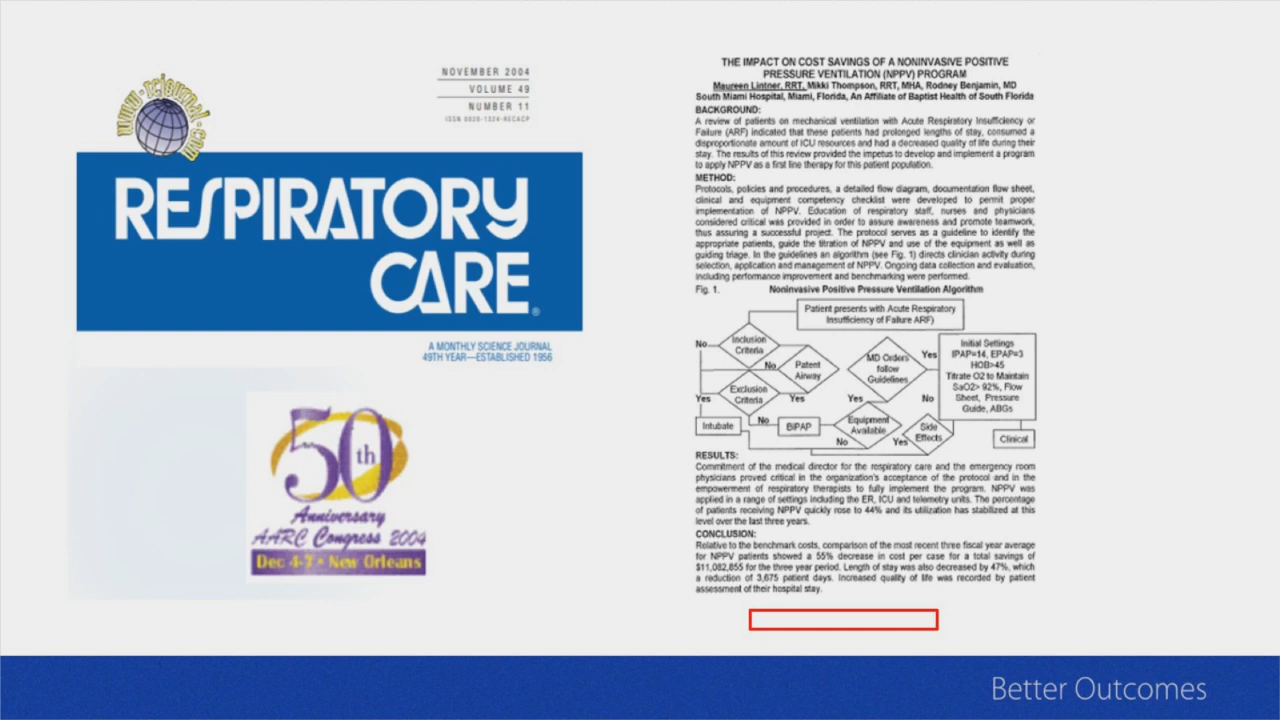 www.rcjournal.com
NOVEMBER 2004
VOLUME 49
NUMBER 11
ISSN 0020-1324-RECACP
RESPIRATORY
CARE®
A MONTHLY SCIENCE JOURNAL
49TH YEAR—ESTABLISHED 1956
50th
Anniversary
AARC Congress 2004
Dec 4-7 • New Orleans
THE IMPACT ON COST SAVINGS OF A NONINVASIVE POSITIVE
PRESSURE VENTILATION (NPPV) PROGRAM
Maureen Lintner, RRT, Mikki Thompson, RRT, MHA, Rodney Benjamin, MD
South Miami Hospital, Miami, Florida, An Affiliate of Baptist Health of South Florida
BACKGROUND:
A review of patients on mechanical ventilation with Acute Respiratory Insufficiency or
Failure (ARF) indicated that these patients had prolonged lengths of stay, consumed a
disproportionate amount of ICU resources and had a decreased quality of life during their
stay. The results of this review provided the impetus to develop and implement a program
to apply NPPV as a first line therapy for this patient population.
METHOD:
Protocols, policies and procedures, a detailed flow diagram, documentation flow sheet,
clinical and equipment competency checklist were developed to permit proper
implementation of NPPV. Education of respiratory staff, nurses and physicians
considered critical was provided in order to assure awareness and promote teamwork,
thus assuring a successful project. The protocol serves as a guideline to identify the
appropriate patients, guide the titration of NPPV and use of the equipment as well as
guiding triage. In the guidelines an algorithm (see Fig. 1) directs clinician activity during
selection, application and management of NPPV. Ongoing data collection and evaluation,
including performance improvement and benchmarking were performed.
Fig. 1. Noninvasive Positive Pressure Ventilation Algorithm
Patient presents with Acute Respiratory
Insufficiency of Failure ARF)
No
Inclusion
Criteria
No
Patent
Airway
MD Orders
follow
Guidelines
Yes
Initial Settings
IPAP=14, EPAP=3
HOB>45
Titrate O2 to Maintain
SaO2> 92%, Flow
Sheet, Pressure
Guide, ABGs
Yes
Exclusion
Criteria
Yes
Yes
No
Intubate
No
BiPAP
Equipment
Available
No
Yes
Side
Effects
Clinical
RESULTS:
Commitment of the medical director for the respiratory care and the emergency room
physicians proved critical in the organization's acceptance of the protocol and in the
empowerment of respiratory therapists to fully implement the program. NPPV was
applied in a range of settings including the ER, ICU and telemetry units. The percentage
of patients receiving NPPV quickly rose to 44% and its utilization has stabilized at this
level over the last three years.
CONCLUSION:
Relative to the benchmark costs, comparison of the most recent three fiscal year average
for NPPV patients showed a 55% decrease in cost per case for a total savings of
$11,082,855 for the three year period. Length of stay was also decreased by 47%, which
a reduction of 3,675 patient days. Increased quality of life was recorded by patient
assessment of their hospital stay.
Better Outcomes